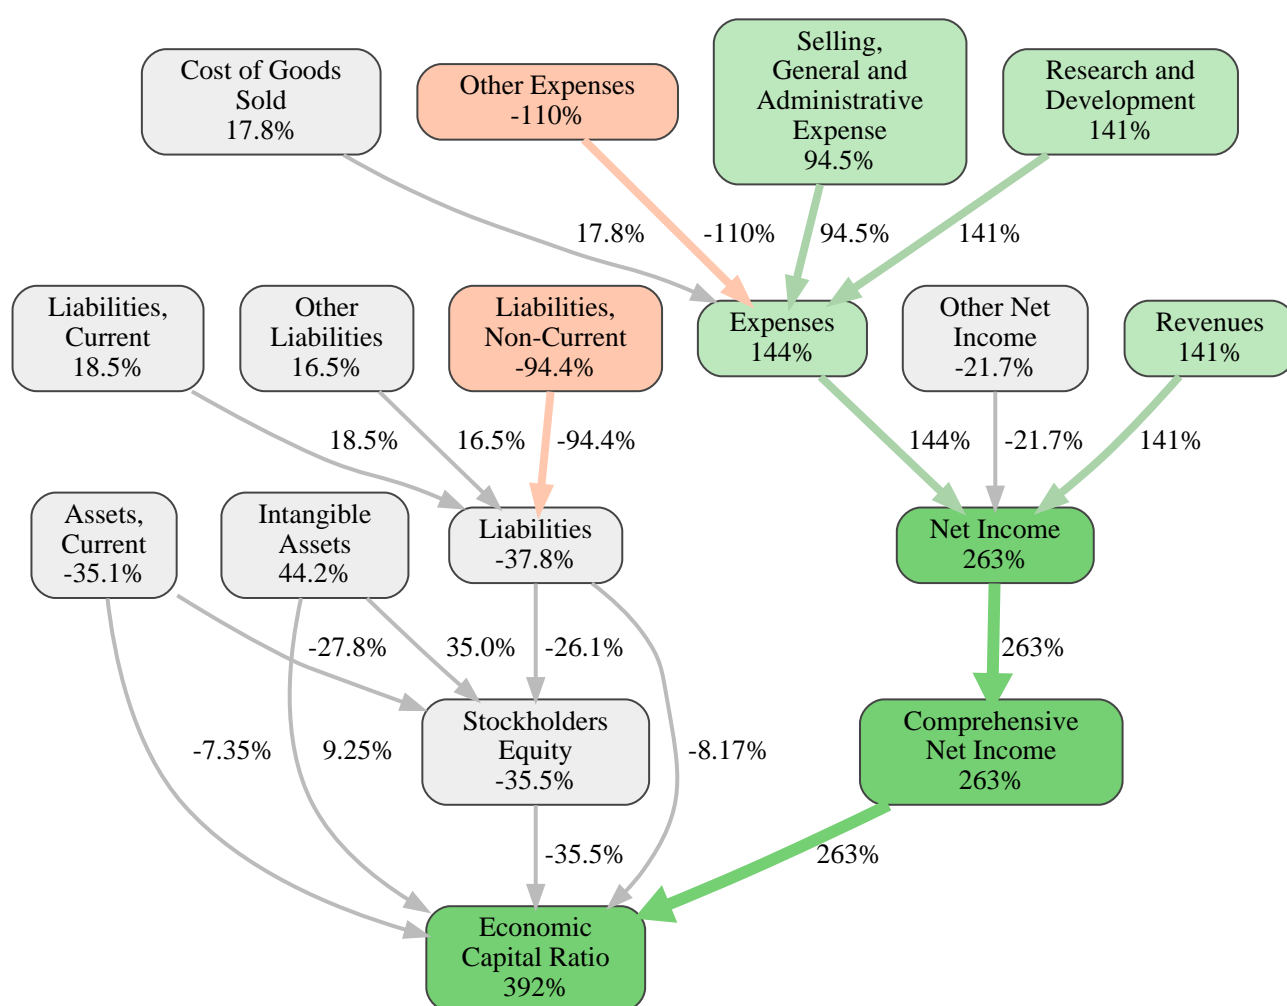 Cost of Goods
Sold
17.8%
Other Expenses
-110%
Selling,
General and
Administrative
Expense
94.5%
Research and
Development
141%
17.8%
-110%
94.5%
141%
Liabilities,
Current
18.5%
Other
Liabilities
16.5%
Liabilities,
Non-Current
-94.4%
Expenses
144%
Other Net
Income
-21.7%
Revenues
141%
18.5%
16.5%
-94.4%
144%
-21.7%
141%
Assets,
Current
-35.1%
Intangible
Assets
44.2%
Liabilities
-37.8%
Net Income
263%
-27.8%
35.0%
-26.1%
263%
-7.35%
9.25%
Stockholders
Equity
-35.5%
-8.17%
Comprehensive
Net Income
263%
-35.5%
263%
Economic
Capital Ratio
392%